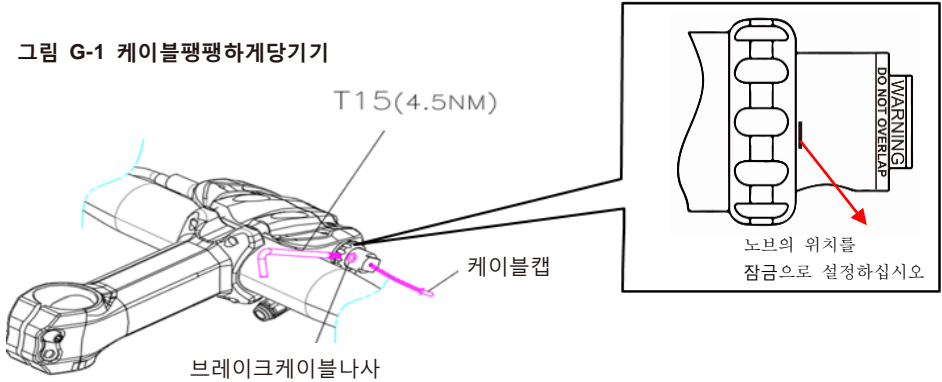 그림 G-1 케이블팽팽하게당기기
T15(4.5NM)
WARNING
DO NOT OVERLAP
노브의 위치를
잠금으로 설정하십시오
케이블캡
브레이크케이블나사